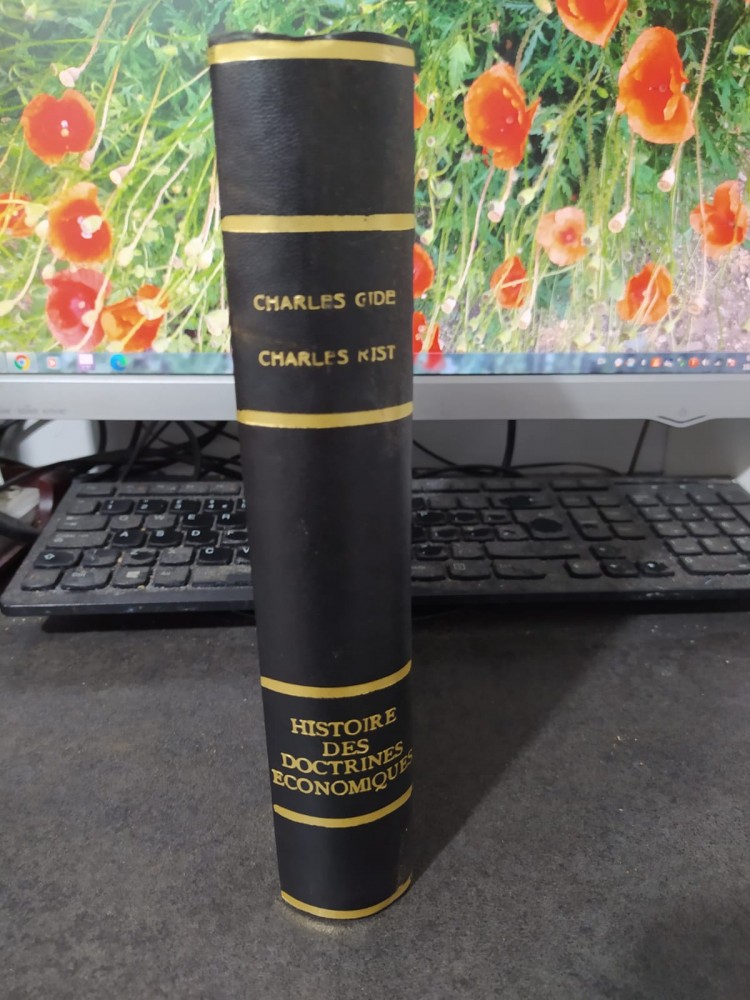 CHARLES GIDE
CHARLES RIST
HISTOIRE
DES
DOCTRINES
ECONOMIQUES